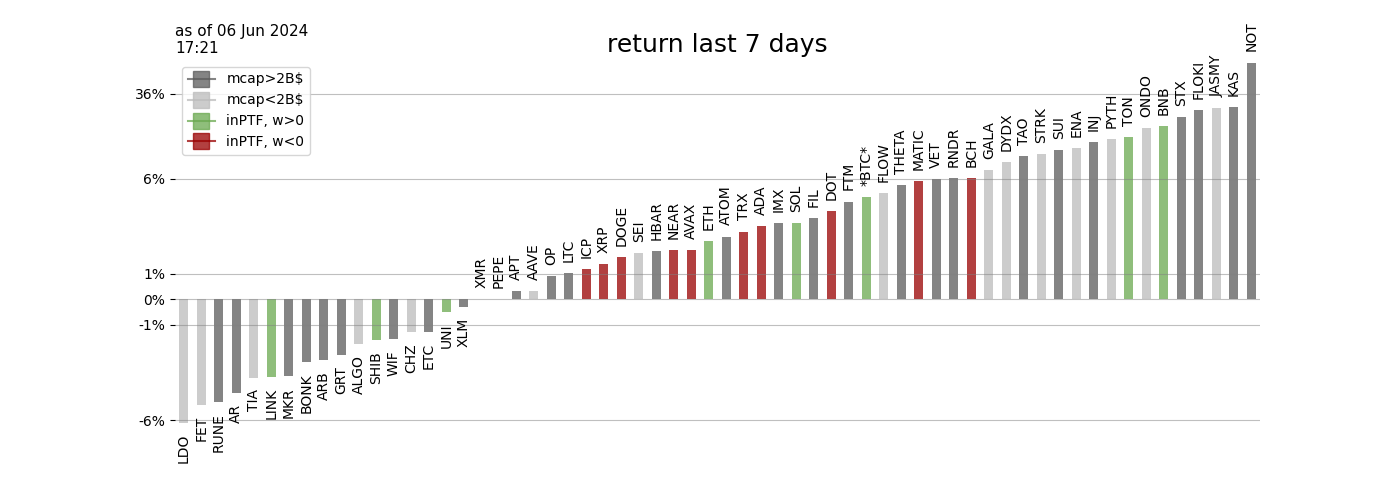 as of 06 Jun 2024
17:21
return last 7 days
mcap>2B$
mcap<2B$
inPTF, w>0
inPTF, w<0
36%
6%
1%
0%
-1%
-6%
LDO
FET
RUNE
AR
TIA
LINK
MKR
BONK
ARB
GRT
ALGO
SHIB
WIF
CHZ
ETC
UNI
XLM
XMR
PEPE
APT
AAVE
OP
LTC
ICP
XRP
DOGE
SEI
HBAR
NEAR
AVAX
ETH
ATOM
TRX
ADA
IMX
SOL
FIL
DOT
FTM
*BTC*
FLOW
THETA
MATIC
VET
RNDR
BCH
GALA
DYDX
TAO
STRK
SUI
ENA
INJ
PYTH
TON
ONDO
BNB
STX
FLOKI
JASMY
KAS
NOT